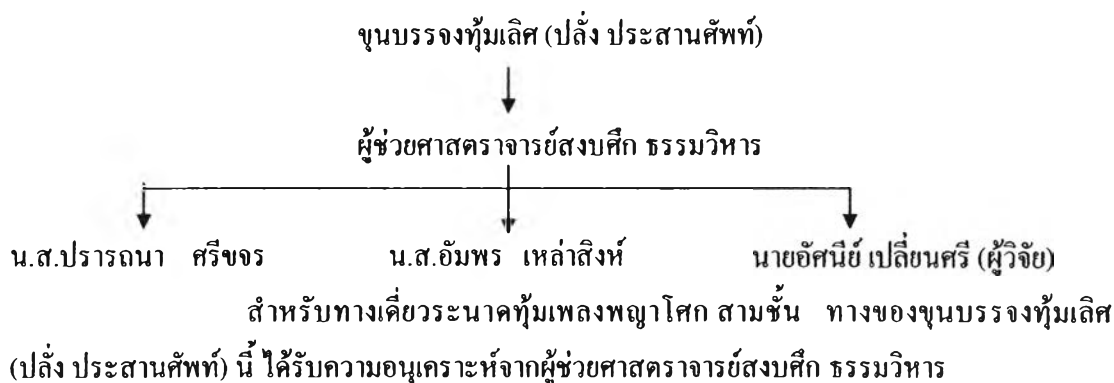 ขุนบรรจงทุ้มเลิศ (ปลั่ง ประสานศัพท์)
ผู้ช่วยศาสตราจารย์สงบศึก ธรรมวิหาร
น.ส.ปรารถนา ศรีขจร น.ส.อัมพร เหล่าสิงห์ นายอัศนีย์ เปลี่ยนศรี (ผู้วิจัย)
สำหรับทางเดี่ยวระนาดทุ้มเพลงพญาโศก สามชั้น ทางของขุนบรรจงทุ้มเลิศ
(ปลั่ง ประสานศัพท์) นี้ ได้รับความอนุเคราะห์จากผู้ช่วยศาสตราจารย์สงบศึก ธรรมวิหาร